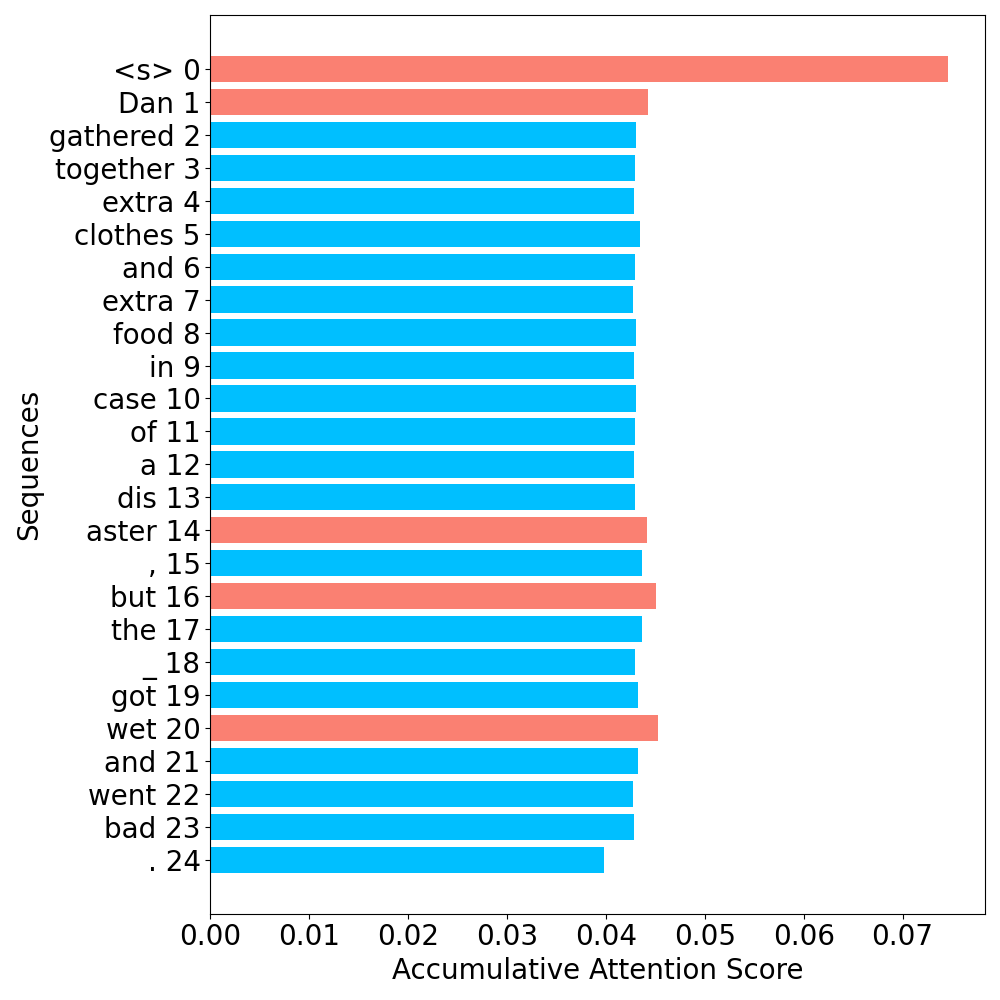 <s> 0
Dan 1
gathered 2
together 3
extra 4
clothes 5
and 6
extra 7
food 8
in 9
case 10
of 11
a 12
dis 13
aster 14
, 15
but 16
the 17
_ 18
got 19
wet 20
and 21
went 22
bad 23
. 24
Sequences
0.00 0.01 0.02 0.03 0.04 0.05 0.06 0.07
Accumulative Attention Score